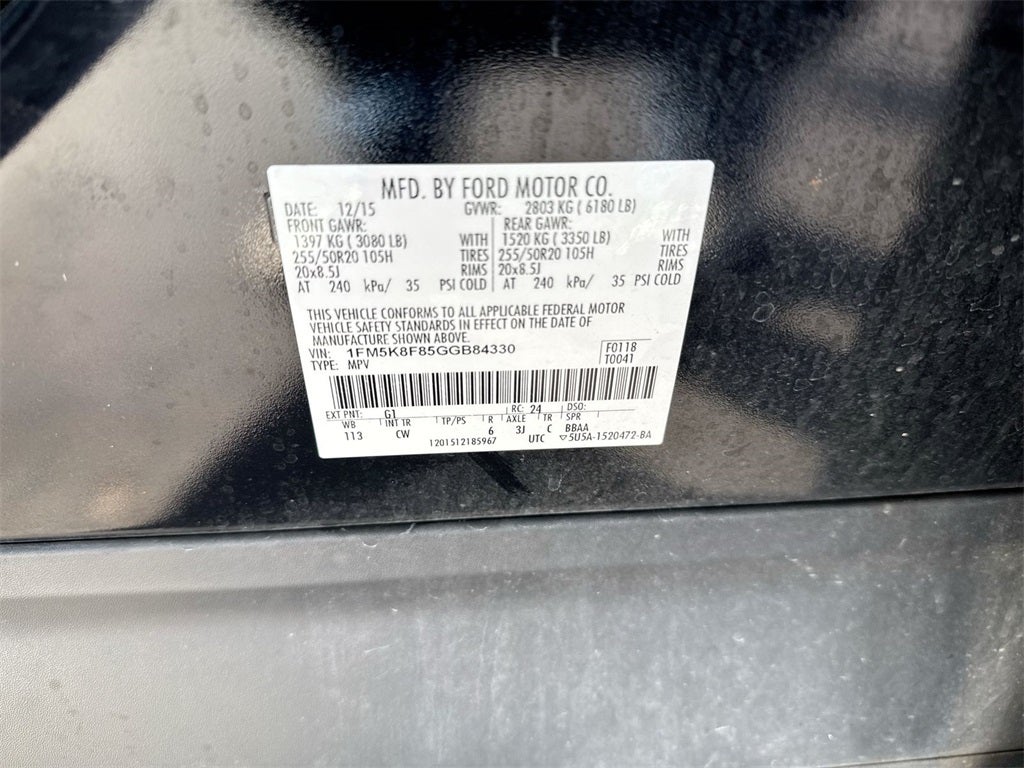 MFD. BY FORD MOTOR CO.
DATE: 12/15 GVWR: 2803 KG ( 6180 LB)
FRONT GAWR: REAR GAWR:
1397 KG ( 3080 LB) WITH 1520 KG ( 3350 LB) WITH
255/50R20 105H TIRES 255/50R20 105H TIRES
20x8.5J RIMS 20x8.5J RIMS
AT 240 kPa/ 35 PSI COLD AT 240 kPa/ 35 PSI COLD
THIS VEHICLE CONFORMS TO ALL APPLICABLE FEDERAL MOTOR
VEHICLE SAFETY STANDARDS IN EFFECT ON THE DATE OF
MANUFACTURE SHOWN ABOVE.
VIN: 1FM5K8F85GGB84330 F0118
TYPE: MPV T0041
EXT PNT: G1 RC: 24 DSO:
WB INT TR TP/PS R AXLE TR SPR
113 CW 6 3J C BBAA
1201512185967 UTC ▽5U5A-1520472-BA